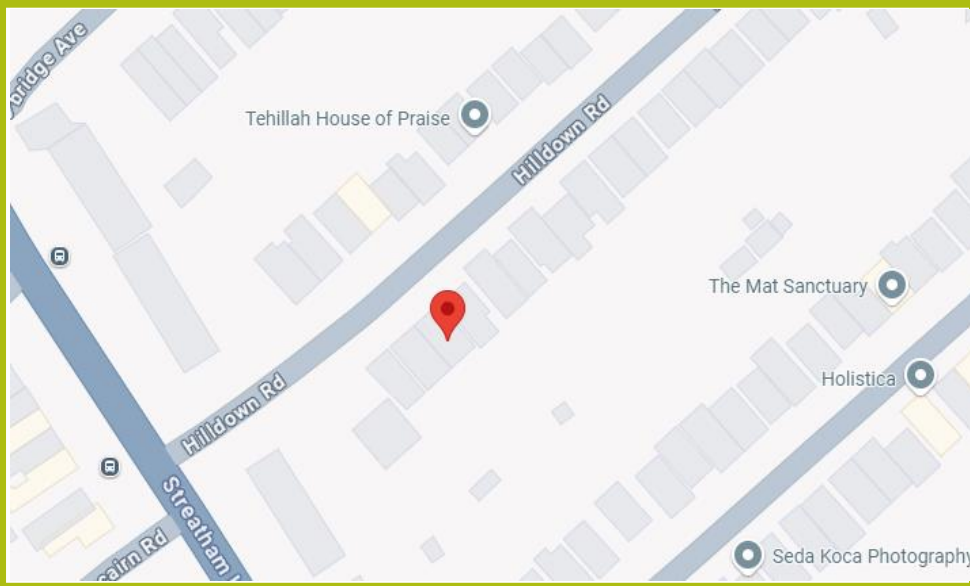 bridge Ave
Tehillah House of Praise
Hilldown Rd
The Mat Sanctuary
Holistica
Hilldown Rd
Streatham
cairn Rd
Seda Koca Photography